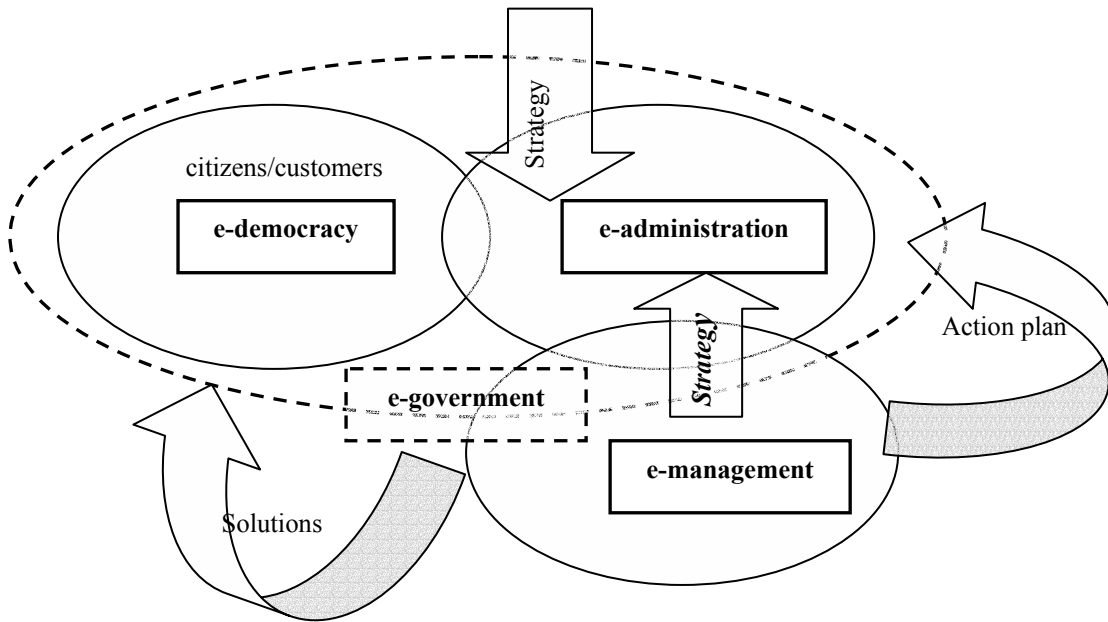 Strategy
citizens/customers
e-democracy
e-administration
Action plan
Strategy
e-government
e-management
Solutions